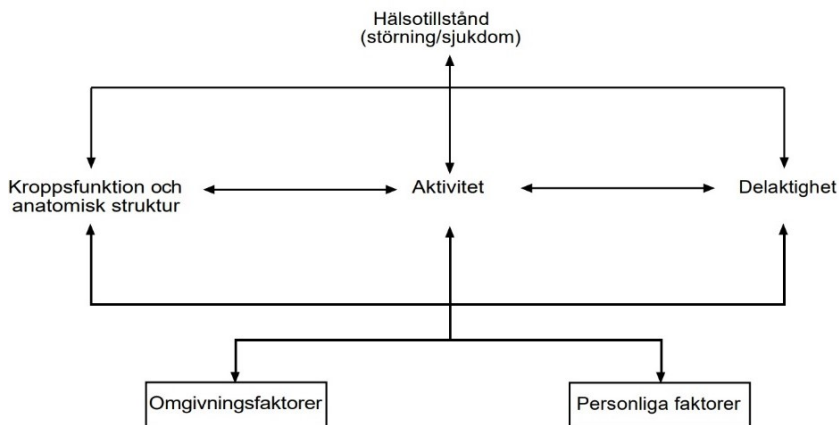 Hälsotillstånd
(störning/sjukdom)
Kroppsfunktion och
anatomisk struktur
Aktivitet
Delaktighet
Omgivningsfaktorer
Personliga faktorer